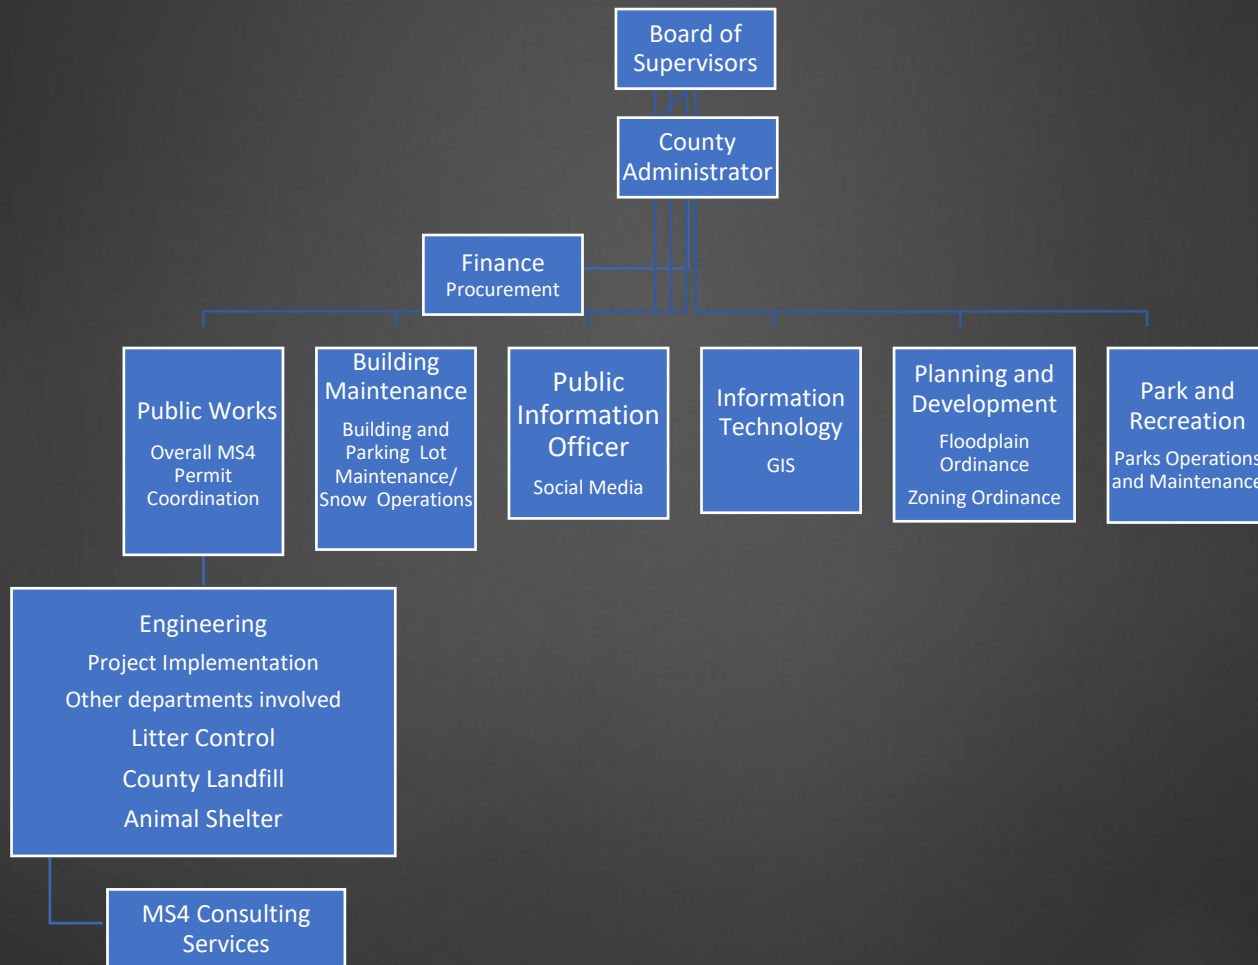 Board of
Supervisors
County
Administrator
Finance
Procurement
Public Works
Overall MS4
Permit
Coordination
Building
Maintenance
Building and
Parking Lot
Maintenance/
Snow Operations
Public
Information
Officer
Social Media
Information
Technology
GIS
Planning and
Development
Floodplain
Ordinance
Zoning Ordinance
Park and
Recreation
Parks Operations
and Maintenance
Engineering
Project Implementation
Other departments involved
Litter Control
County Landfill
Animal Shelter
MS4 Consulting
Services